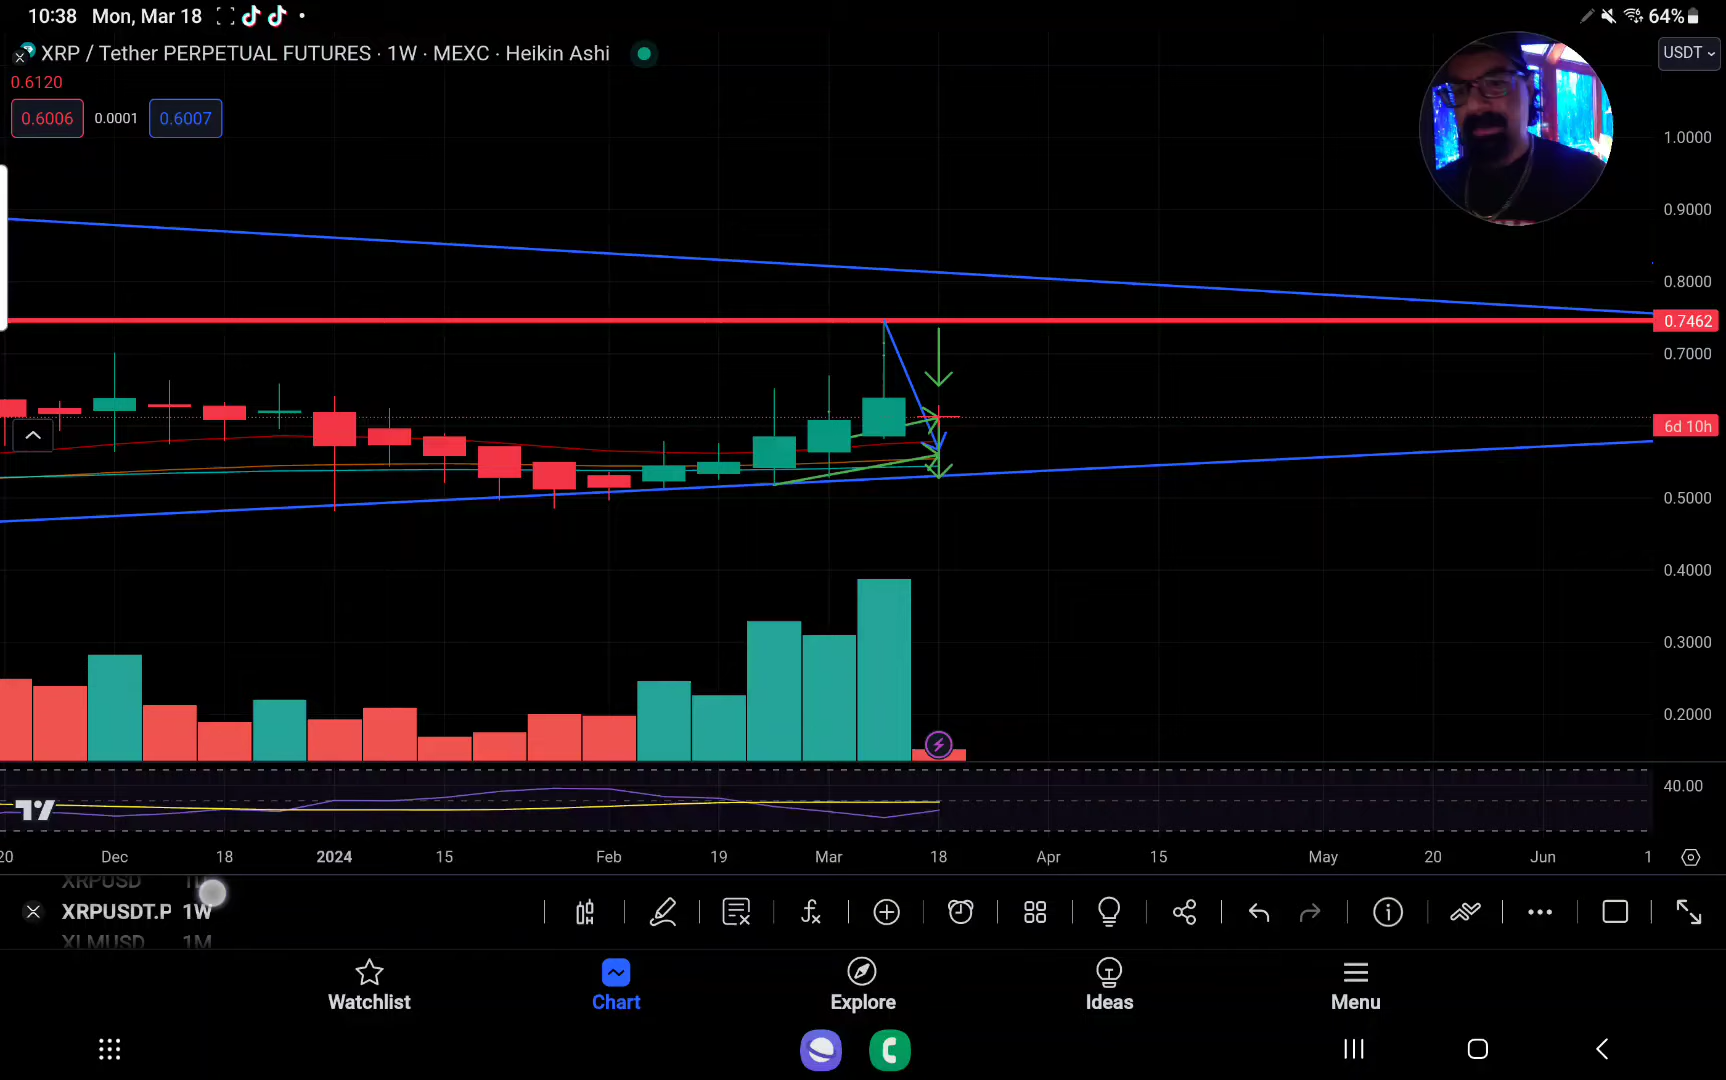 10:38 Mon, Mar 18 64%
XRP / Tether PERPETUAL FUTURES · 1W · MEXC · Heikin Ashi
USDT
0.6120
0.6006 0.0001 0.6007
1.0000
0.9000
0.8000
0.7462
0.7000
6d 10h
0.5000
0.4000
0.3000
0.2000
40.00
20 Dec 18 2024 15 Feb 19 Mar 18 Apr 15 May 20 Jun 1
XRPUSD
XRPUSDT.P 1W
XLMUSD 1M
Watchlist Chart Explore Ideas Menu